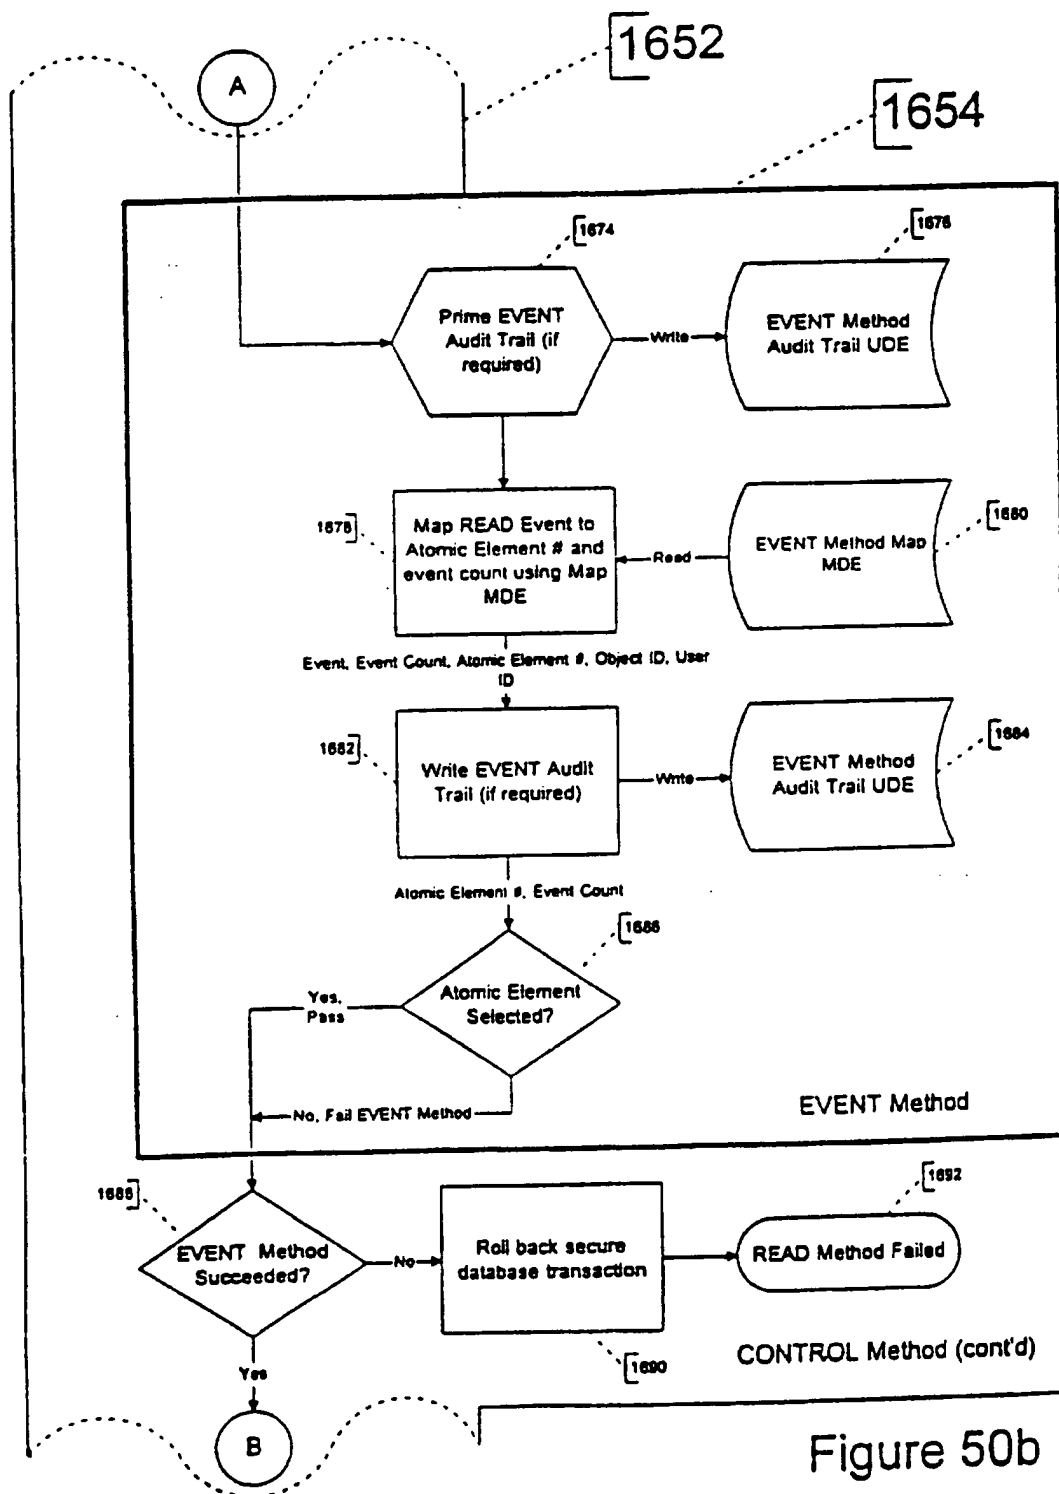 1652
A
1654
1674
1676
Prime EVENT
Audit Trail (if
required)
Write
EVENT Method
Audit Trail UDE
1678
Map READ Event to
Atomic Element # and
event count using Map
MDE
Read
EVENT Method Map
MDE
1680
Event, Event Count, Atomic Element #, Object ID, User
ID
1682
Write EVENT Audit
Trail (if required)
Write
EVENT Method
Audit Trail UDE
1684
Atomic Element #, Event Count
1686
Atomic Element
Selected?
Yes,
Pass
No, Fail EVENT Method
EVENT Method
1686
EVENT Method
Succeeded?
No
Roll back secure
database transaction
1692
READ Method Failed
1690
Yes
CONTROL Method (cont'd)
B
Figure 50b